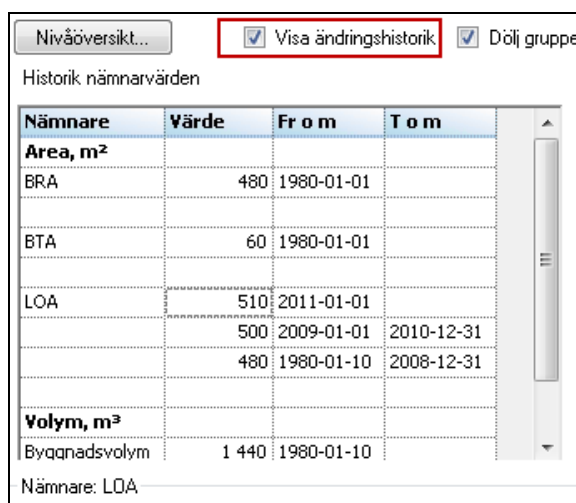 Nivåöversikt... Visa ändringshistorik Dölj gruppe
Historik nämnarvärden
Nämnare Värde Fr o m T o m
Area, m²
BRA 480 1980-01-01
BTA 60 1980-01-01
LOA 510 2011-01-01
500 2009-01-01 2010-12-31
480 1980-01-10 2008-12-31
Volym, m³
Byggnadsvolym 1 440 1980-01-10
Nämnare: LOA